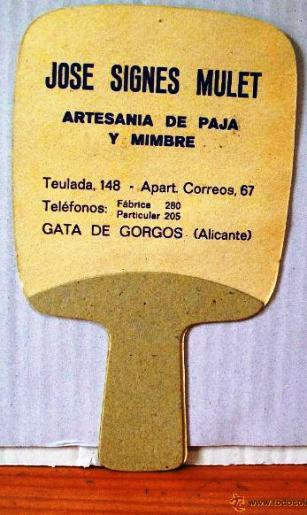 JOSE SIGNES MULET
ARTESANIA DE PAJA
Y MIMBRE
Teulada, 148 - Apart. Correos, 67
Teléfonos: Fábrica 280
Particular 205
GATA DE GORGOS (Alicante)